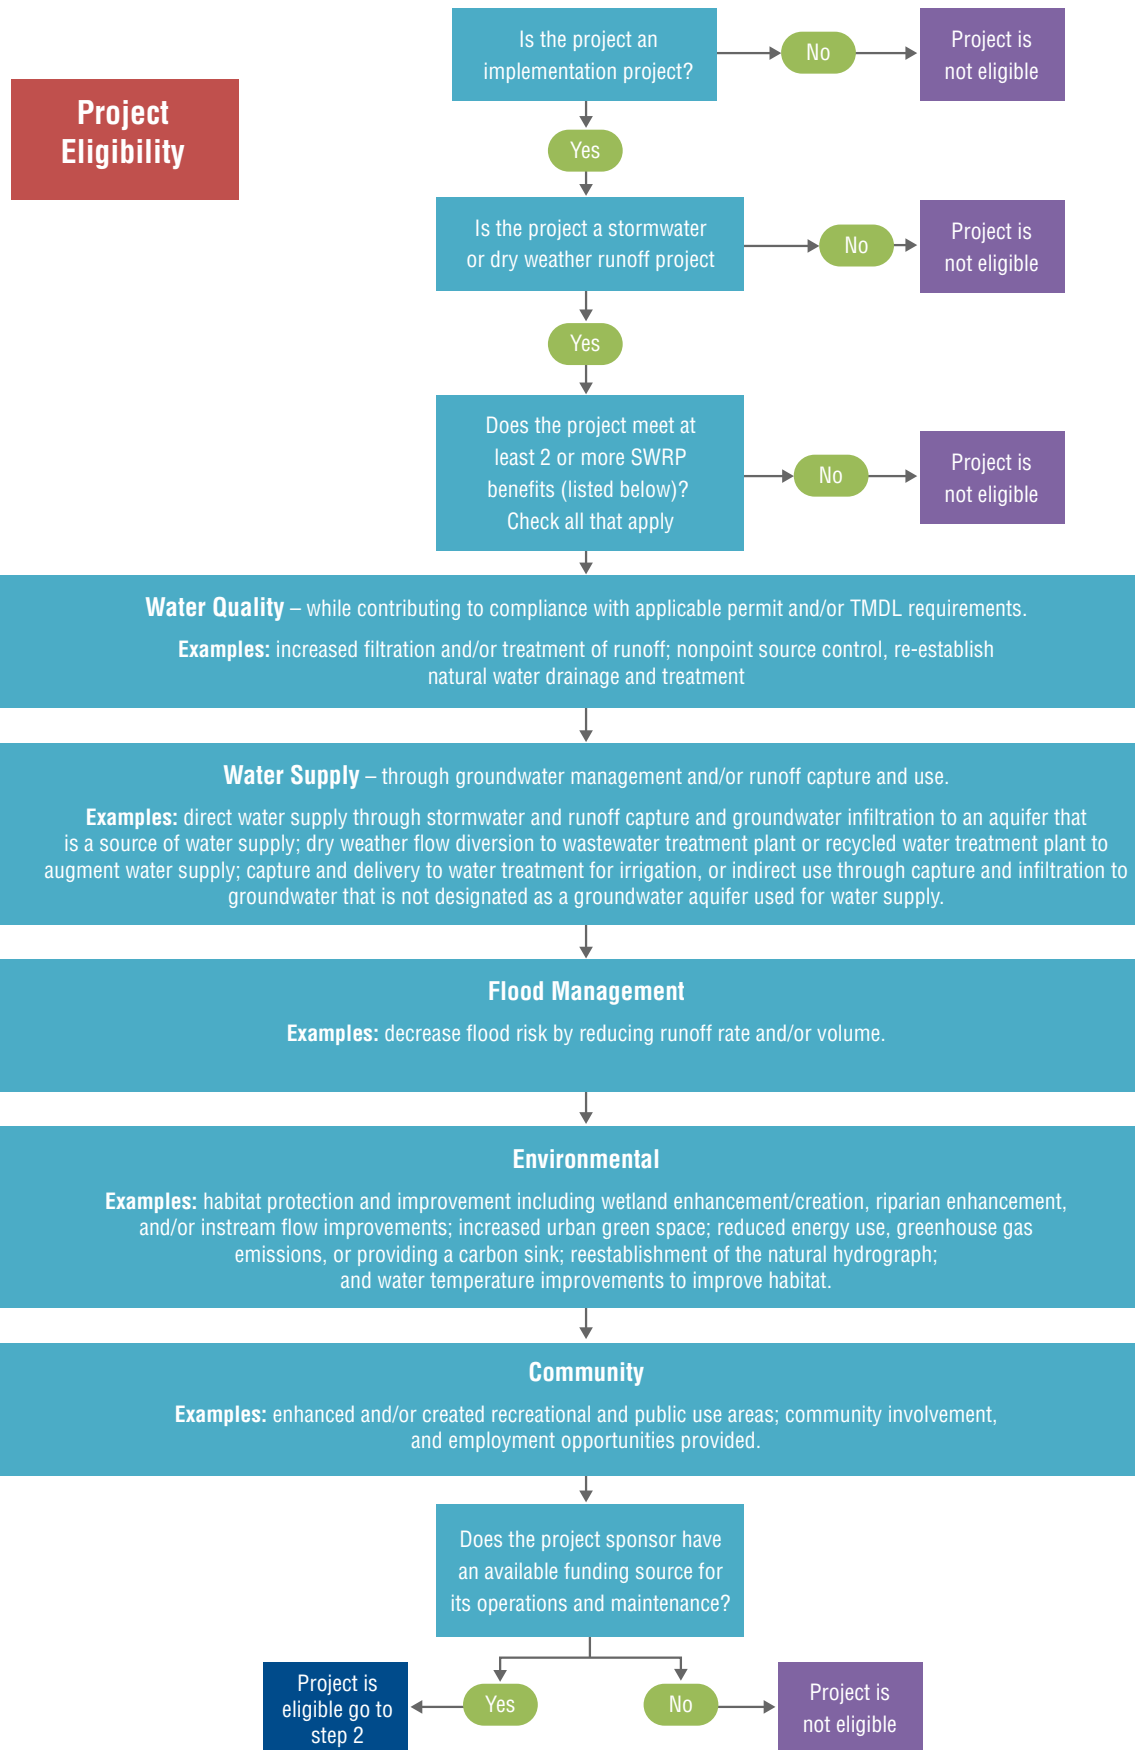 Project
Eligibility
Is the project an
implementation project?
No
Project is
not eligible
Yes
Is the project a stormwater
or dry weather runoff project
No
Project is
not eligible
Yes
Does the project meet at
least 2 or more SWRP
benefits (listed below)?
Check all that apply
No
Project is
not eligible
Water Quality – while contributing to compliance with applicable permit and/or TMDL requirements.
Examples: increased filtration and/or treatment of runoff; nonpoint source control, re-establish
natural water drainage and treatment
Water Supply – through groundwater management and/or runoff capture and use.
Examples: direct water supply through stormwater and runoff capture and groundwater infiltration to an aquifer that
is a source of water supply; dry weather flow diversion to wastewater treatment plant or recycled water treatment plant to
augment water supply; capture and delivery to water treatment for irrigation, or indirect use through capture and infiltration to
groundwater that is not designated as a groundwater aquifer used for water supply.
Flood Management
Examples: decrease flood risk by reducing runoff rate and/or volume.
Environmental
Examples: habitat protection and improvement including wetland enhancement/creation, riparian enhancement,
and/or instream flow improvements; increased urban green space; reduced energy use, greenhouse gas
emissions, or providing a carbon sink; reestablishment of the natural hydrograph;
and water temperature improvements to improve habitat.
Community
Examples: enhanced and/or created recreational and public use areas; community involvement,
and employment opportunities provided.
Does the project sponsor have
an available funding source for
its operations and maintenance?
Project is
eligible go to
step 2
Yes
No
Project is
not eligible